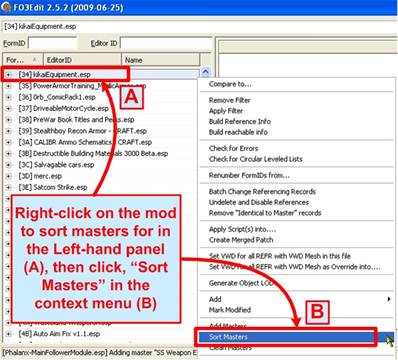 FO3Edit 2.5.2 (2009-06-25)
[34] kikaiEquipment.esp
FormID
Editor ID
For...
EditorID
Name
[34] kikaiEquipment.esp
[35] PowerArmorTraining_
[36] Orb_ComicPack1.esp
[37] DriveableMotorCycle.esp
[38] PreWar Book Titles and Perks.esp
[39] Stealthboy Recon Armor - CRAFT.esp
[3A] CALIBR Ammo Schematics - CRAFT.esp
[3B] Destructible Building Materials 3000 Beta.esp
[3C] Salvagable cars.esp
[3D] merc.esp
[3E] Satcom Strike.esp
[4B] Auto Aim Fix v1.1.esp
[Phalanx-MainFollowerModule.esp] Adding master "SS Weapon E
A
Right-click on the mod
to sort masters for in
the Left-hand panel
(A), then click, “Sort
Masters” in the
context menu (B)
Compare to...
Remove Filter
Apply Filter
Build Reference Info
Build reachable info
Check for Errors
Check for Circular Leveled Lists
Renumber FormIDs from...
Batch Change Referencing Records
Undelete and Disable References
Remove "Identical to Master" records
Apply Script(s) into...
Create Merged Patch
Set VWD for all REFR with VWD Mesh in this file
Set VWD for all REFR with VWD Mesh as Override into...
Generate Object LOD
Add
Mark Modified
Add Masters
Sort Masters
Clean Masters
B